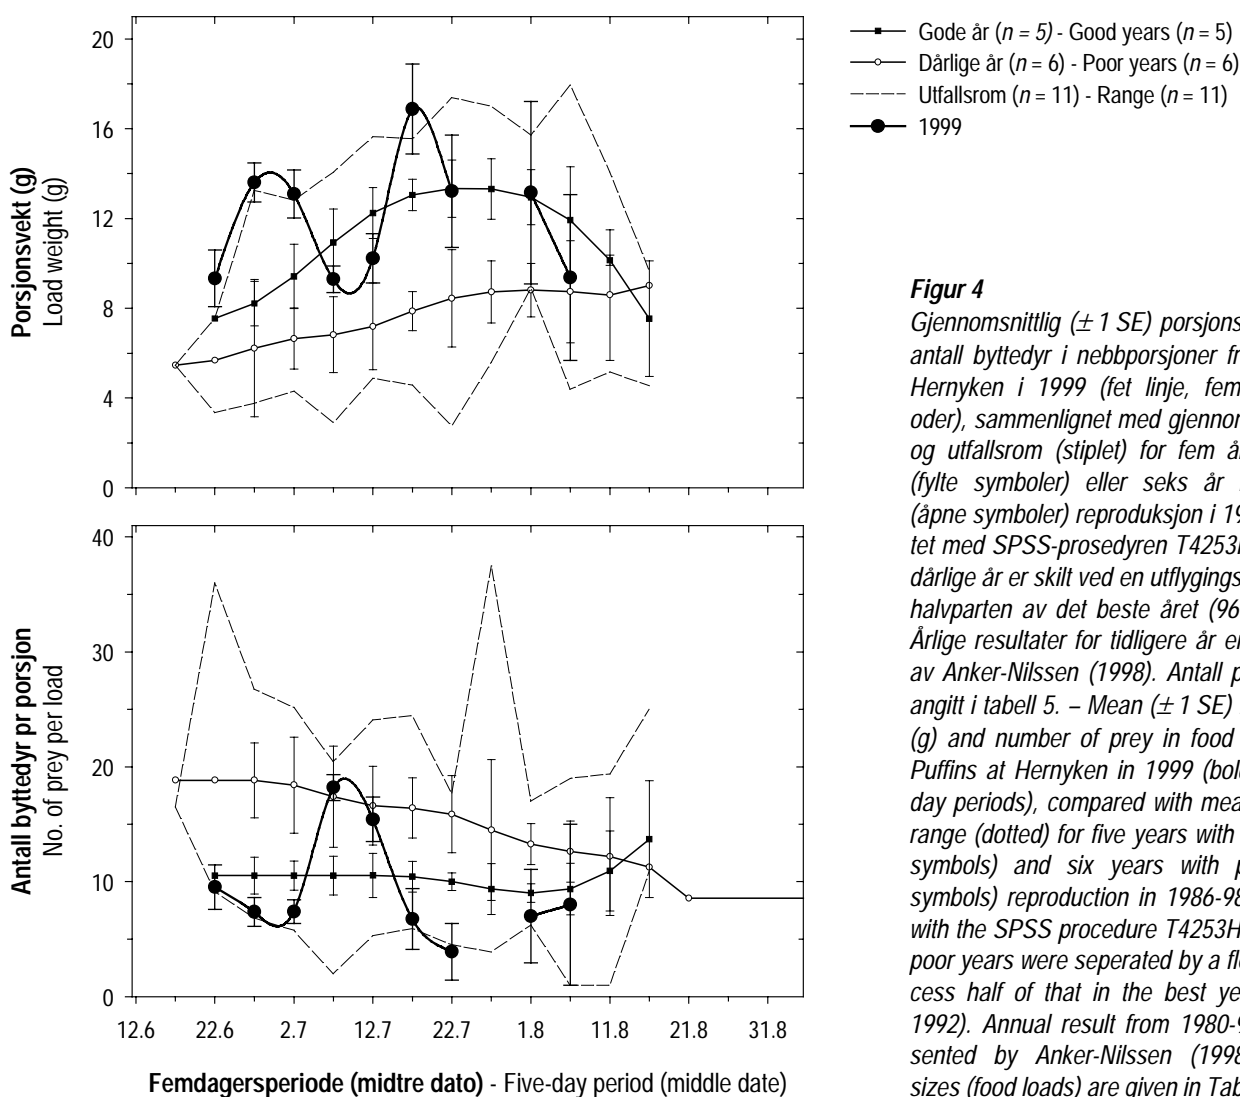 20
16
12
8
4
0
Porsjonsvekt (g)
Load weight (g)
40
30
20
10
0
Antall byttedyr pr porsjon
No. of prey per load
12.6 22.6 2.7 12.7 22.7 1.8 11.8 21.8 31.8
Femdagersperiode (midtre dato) - Five-day period (middle date)
Gode år (n = 5) - Good years (n = 5)
Dårlige år (n = 6) - Poor years (n = 6)
Utfallsrom (n = 11) - Range (n = 11)
1999
Figur 4
Gjennomsnittlig (± 1 SE) porsjons
antall byttedyr i nebbporsjoner fr
Hernyken i 1999 (fet linje, fem
oder), sammenlignet med gjennom
og utfallsrom (stiplet) for fem år
(fylte symboler) eller seks år
(åpne symboler) reproduksjon i 19
tet med SPSS-prosedyren T4253H
dårlige år er skilt ved en utflygings
halvparten av det beste året (96
Årlige resultater for tidligere år er
av Anker-Nilssen (1998). Antall p
angitt i tabell 5. – Mean (± 1 SE)
(g) and number of prey in food
Puffins at Hernyken in 1999 (bold
day periods), compared with mea
range (dotted) for five years with
symbols) and six years with p
symbols) reproduction in 1986-98
with the SPSS procedure T4253H
poor years were seperated by a fle
cess half of that in the best ye
1992). Annual result from 1980-9
sented by Anker-Nilssen (1998
sizes (food loads) are given in Tab